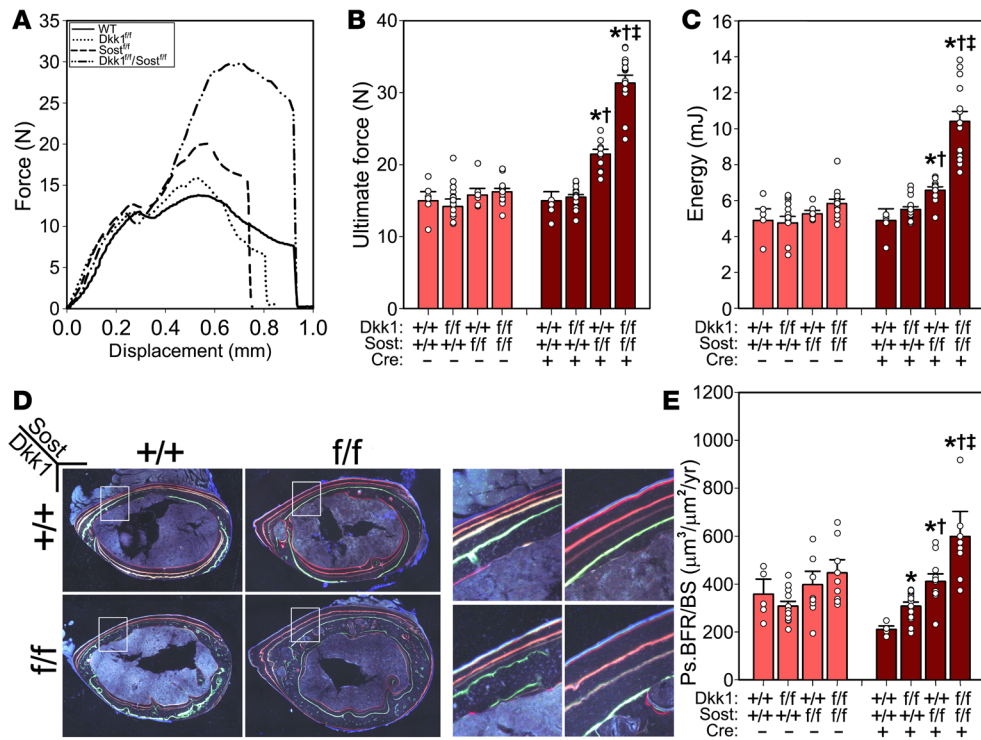 A
Force (N)
35
30
25
20
15
10
5
0
WT
Dkk1f/f
Sostf/f
Dkk1f/f/Sostf/f
0.0 0.2 0.4 0.6 0.8 1.0
Displacement (mm)
B
Ultimate force (N)
40
30
20
10
0
*†
*†‡
Dkk1: +/+ f/f +/+ f/f +/+ f/f +/+ f/f
Sost: +/+ +/+ f/f f/f +/+ +/+ f/f f/f
Cre: − − − − + + + +
C
Energy (mJ)
16
14
12
10
8
6
4
2
0
*†
*†‡
Dkk1: +/+ f/f +/+ f/f +/+ f/f +/+ f/f
Sost: +/+ +/+ f/f f/f +/+ +/+ f/f f/f
Cre: − − − − + + + +
D
Sost
Dkk1
+/+ f/f
+/+
f/f
E
Ps.BFR/BS (μm³/μm²/yr)
1200
1000
800
600
400
200
0
*
*†
*†‡
Dkk1: +/+ f/f +/+ f/f +/+ f/f +/+ f/f
Sost: +/+ +/+ f/f f/f +/+ +/+ f/f f/f
Cre: − − − − + + + +